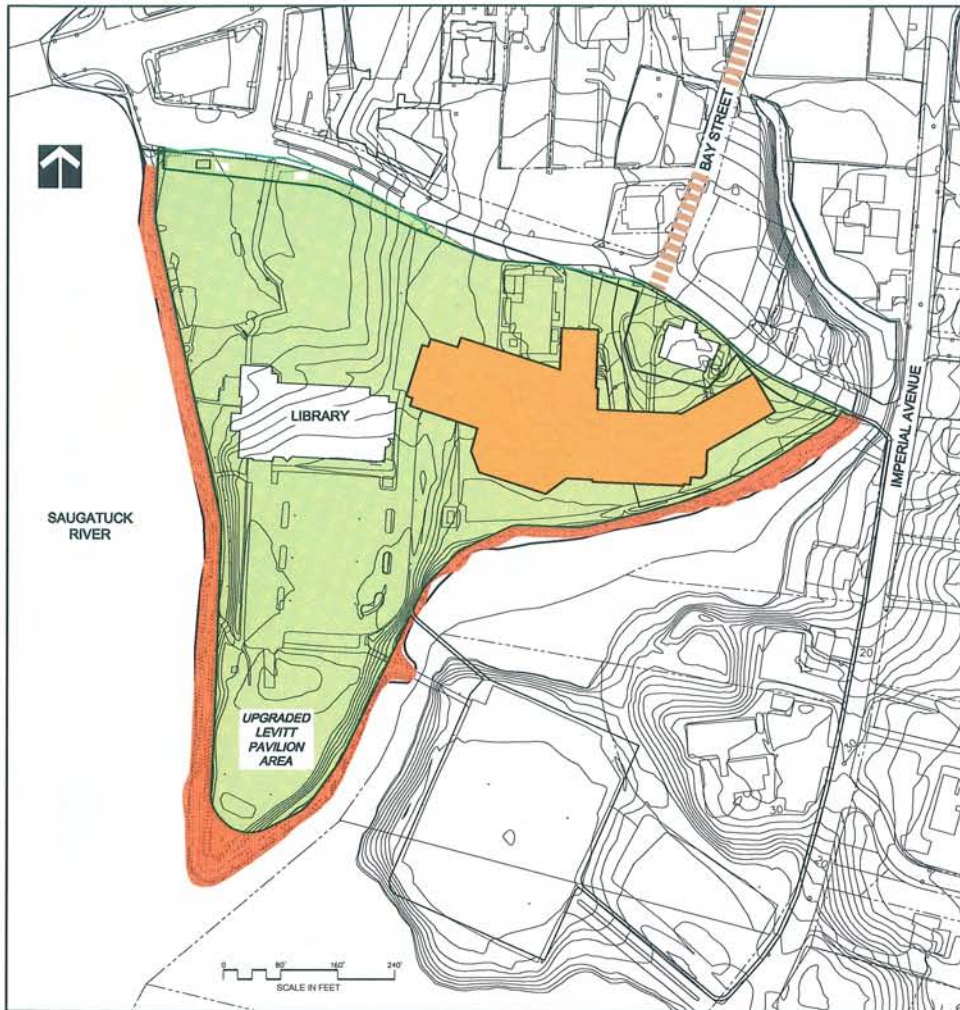 BAY STREET
IMPERIAL AVENUE
LIBRARY
SAUGATUCK
RIVER
20
UPGRADED
LEVITT
PAVILION
AREA
30
30
20
0 80' 160' 240'
SCALE IN FEET